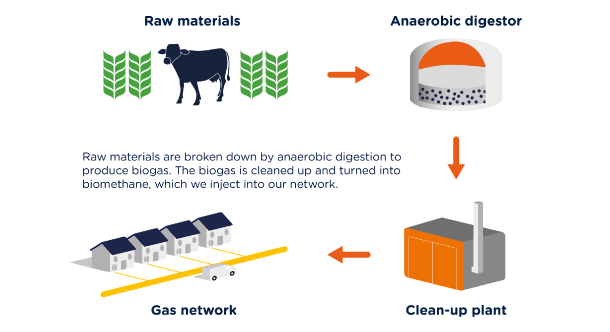 Raw materials
Anaerobic digestor
Raw materials are broken down by anaerobic digestion to
produce biogas. The biogas is cleaned up and turned into
biomethane, which we inject into our network.
Gas network
Clean-up plant